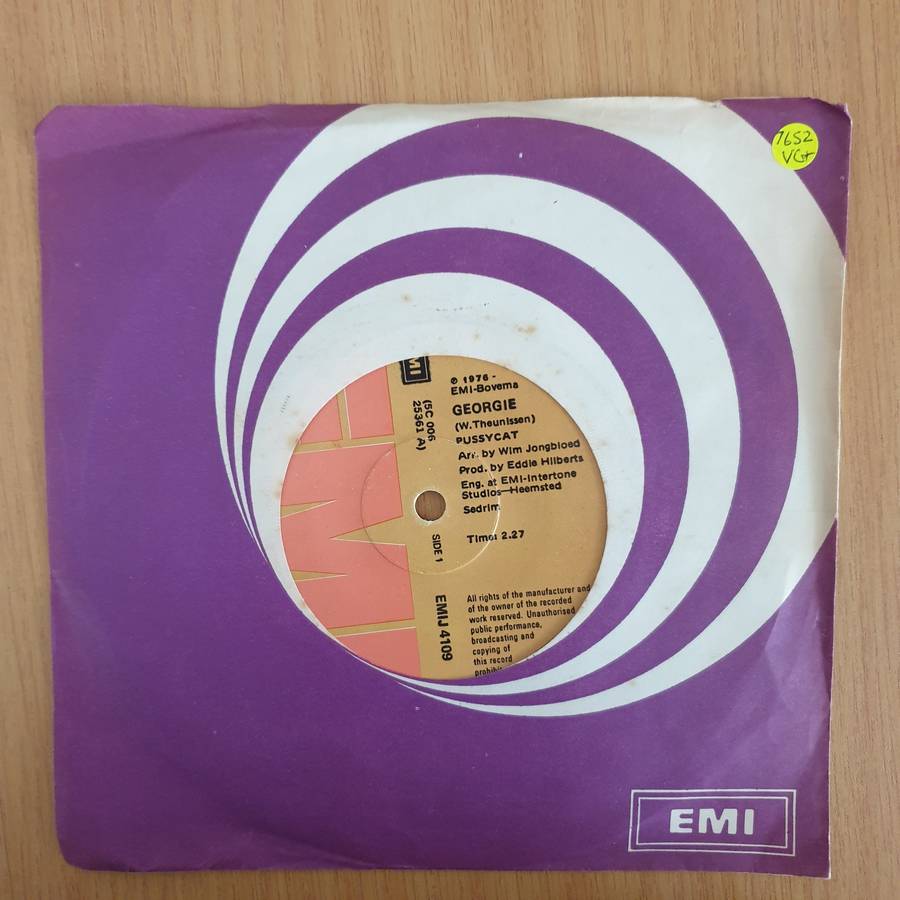 7652
VG+
MI
℗ 1976 -
EMI-Bovema
GEORGIE
(W.Theunissen)
PUSSYCAT
Arr. by Wim Jongbloed
Prod. by Eddie Hilberts
Eng. at EMI-Intertone
Studios—Heemsted
Sedrim
Time: 2.27
(5C 006
25361 A)
SIDE 1
EMIJ 4109
All rights of the manufacturer and
of the owner of the recorded
work reserved. Unauthorised
public performance,
broadcasting and
copying of
this record
prohibit
EMI